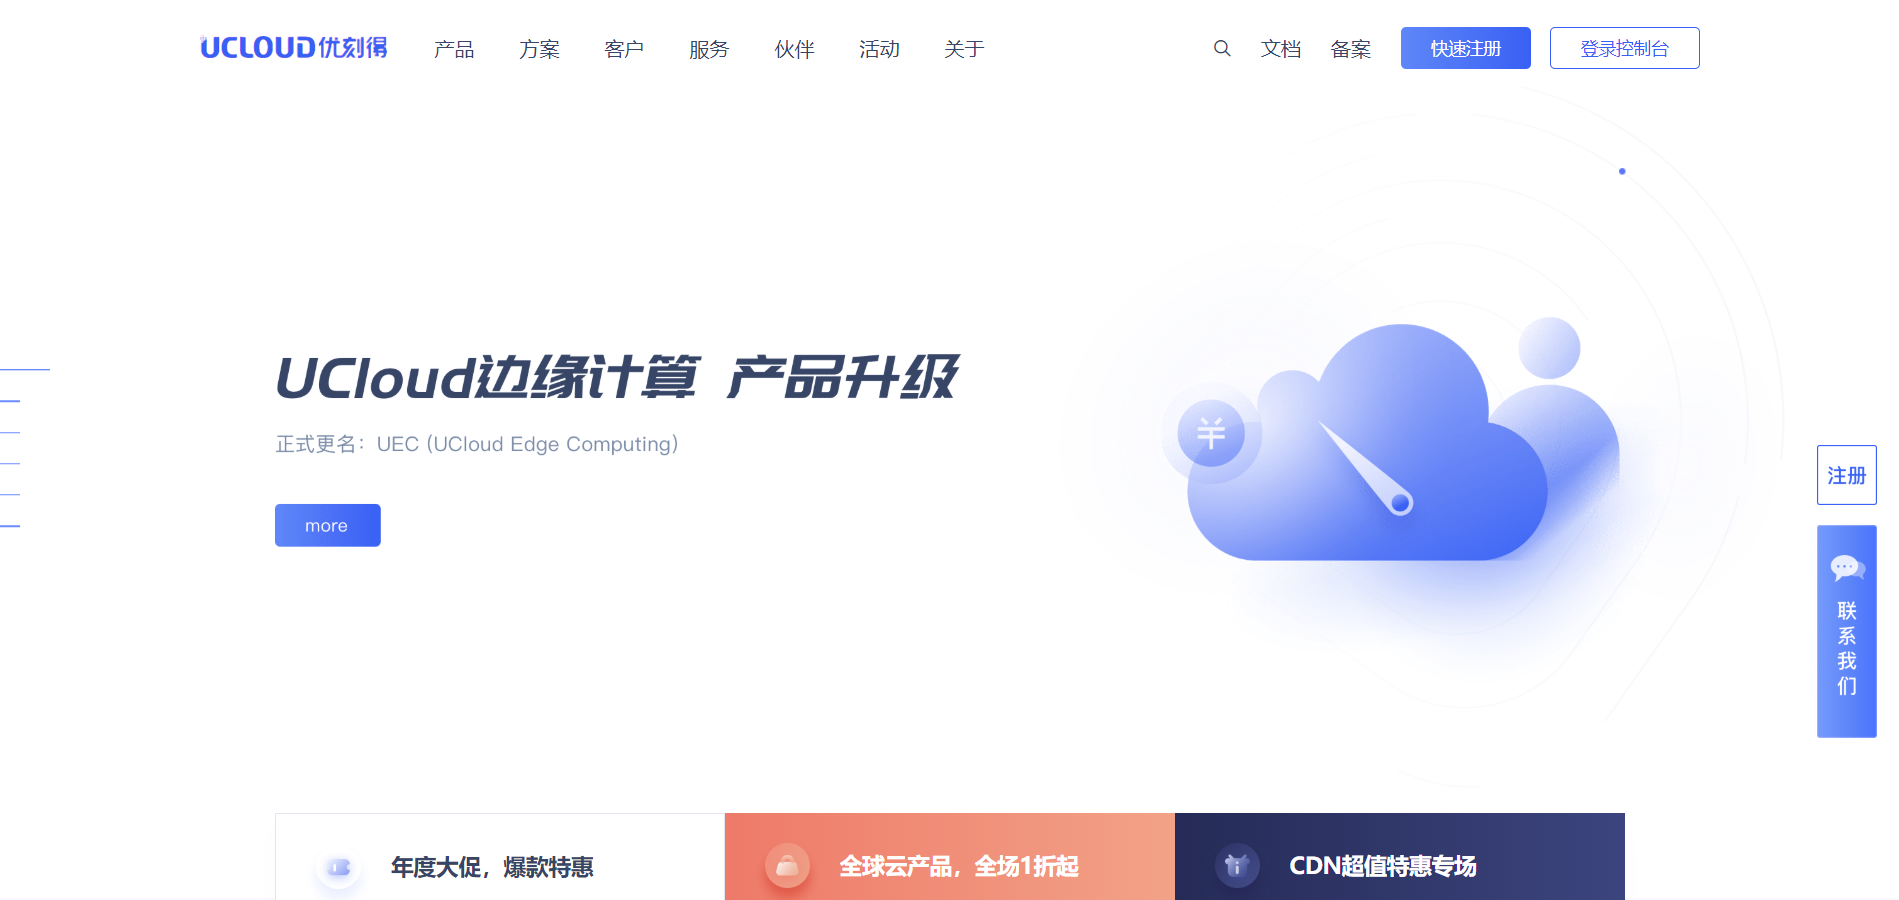 UCLOUD优刻得 产品 方案 客户 服务 伙伴 活动 关于 文档 备案 快速注册 登录控制台
UCloud边缘计算 产品升级
正式更名：UEC (UCloud Edge Computing)
more
¥
注册
联系我们
年度大促，爆款特惠 全球云产品，全场1折起 CDN超值特惠专场